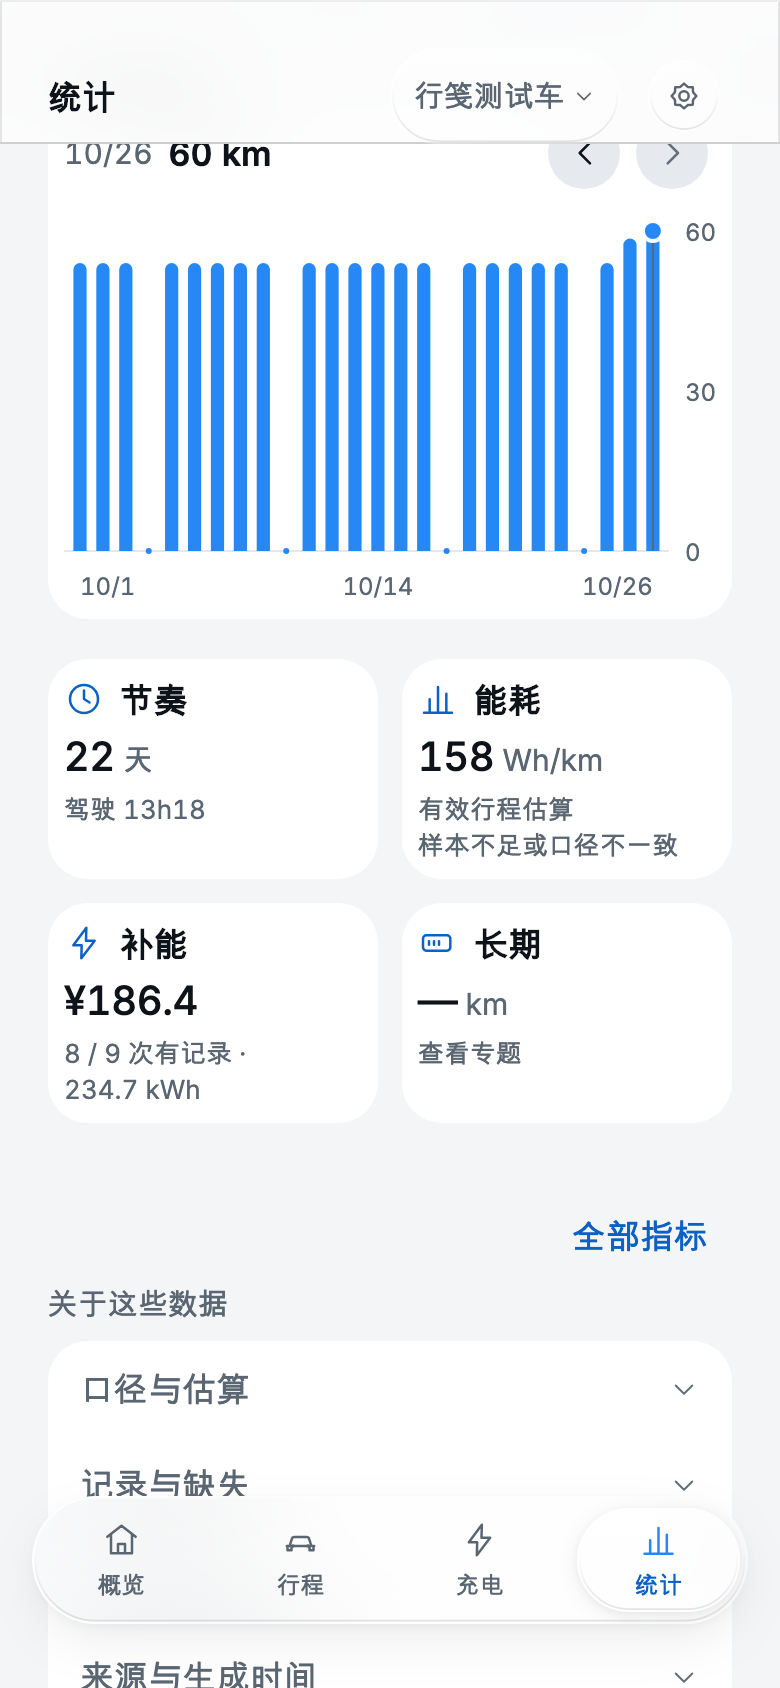 统计
行笺测试车
10/26 60 km
60
30
0
10/1 10/14 10/26
节奏
22 天
驾驶 13h18
能耗
158 Wh/km
有效行程估算
样本不足或口径不一致
补能
¥186.4
8 / 9 次有记录 ·
234.7 kWh
长期
— km
查看专题
全部指标
关于这些数据
口径与估算
记录与缺失
概览
行程
充电
统计
来源与生成时间